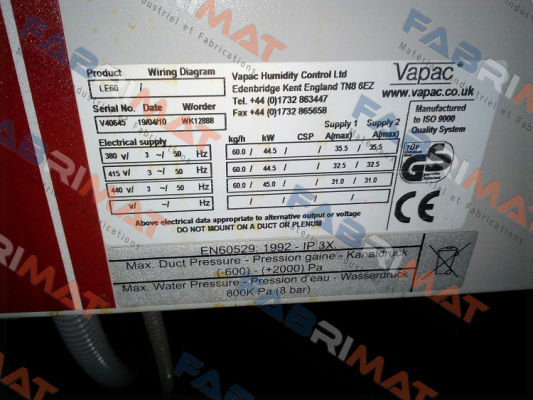 Product Wiring Diagram
LE60
Serial No. Date Worder
V40645 19/04/10 WK12888
Electrical supply
380 v/ 3 ~/ 50 Hz
415 v/ 3 ~/ 50 Hz
440 v/ 3 ~/ 50 Hz
v/ ~/ Hz
Vapac Humidity Control Ltd
Edenbridge Kent England TN8 6EZ
Tel. +44 (0)1732 863447
Fax +44 (0)1732 865658
Supply 1 Supply 2
kg/h kW CSP A(max) A(max)
60.0 / 44.5 / / 35.5 / 35.5
60.0 / 44.5 / / 32.5 / 32.5
60.0 / 45.0 / / 31.0 / 31.0
/ / / /
Above electrical data appropriate to alternative output or voltage
DO NOT MOUNT ON A DUCT OR PLENUM
Vapac
www.vapac.co.uk
Manufactured
to ISO 9000
Quality System
TÜV
GS
CE
EN60529: 1992 - IP 3X
Max. Duct Pressure - Pression gaine - Kanaldruck
(-600) - (+2000) Pa
Max. Water Pressure - Pression d'eau - Wasserdruck
800K Pa (8 bar)
FABRIMAT